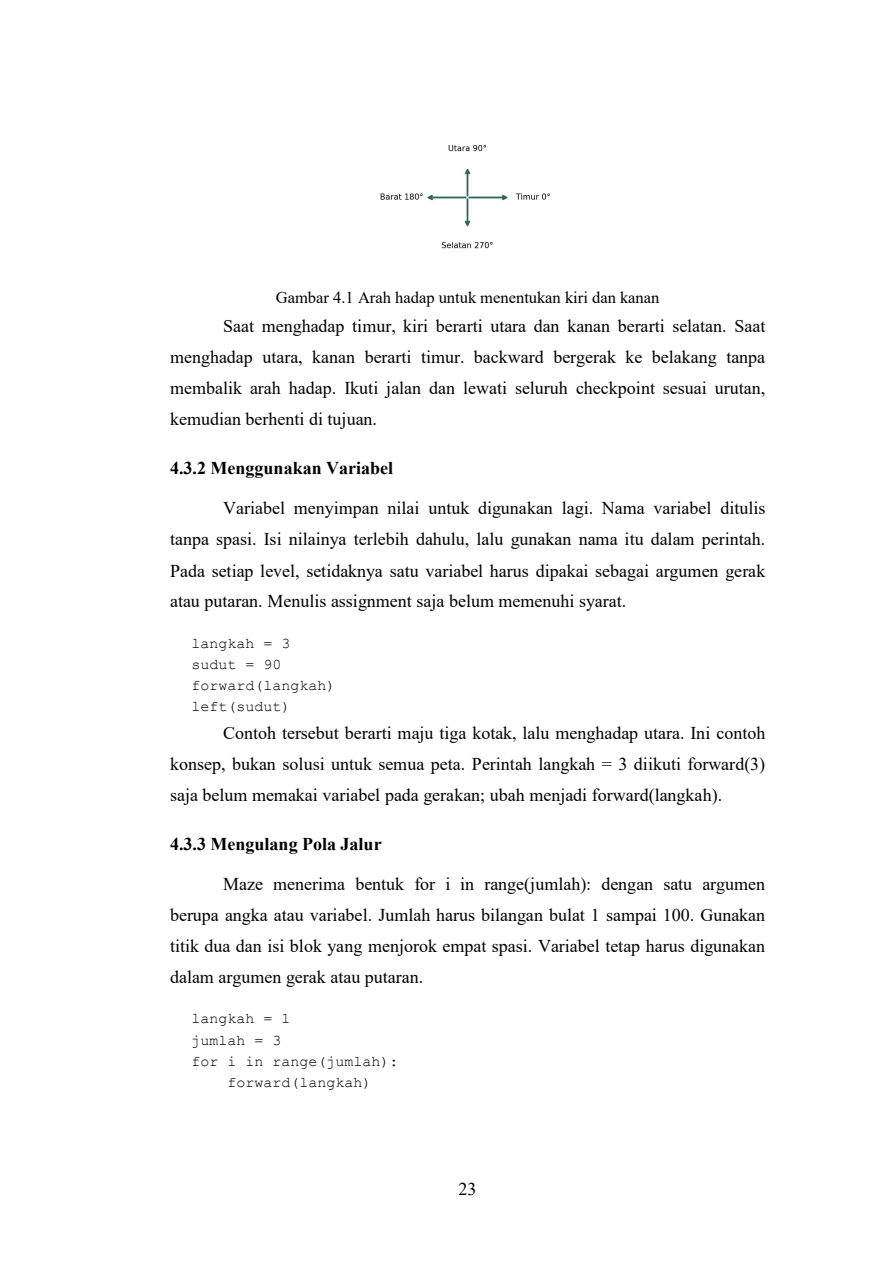 Utara 90°
Barat 180°
Timur 0°
Selatan 270°
Gambar 4.1 Arah hadap untuk menentukan kiri dan kanan
Saat menghadap timur, kiri berarti utara dan kanan berarti selatan. Saat
menghadap utara, kanan berarti timur. backward bergerak ke belakang tanpa
membalik arah hadap. Ikuti jalan dan lewati seluruh checkpoint sesuai urutan,
kemudian berhenti di tujuan.
4.3.2 Menggunakan Variabel
Variabel menyimpan nilai untuk digunakan lagi. Nama variabel ditulis
tanpa spasi. Isi nilainya terlebih dahulu, lalu gunakan nama itu dalam perintah.
Pada setiap level, setidaknya satu variabel harus dipakai sebagai argumen gerak
atau putaran. Menulis assignment saja belum memenuhi syarat.
langkah = 3
sudut = 90
forward(langkah)
left(sudut)
Contoh tersebut berarti maju tiga kotak, lalu menghadap utara. Ini contoh
konsep, bukan solusi untuk semua peta. Perintah langkah = 3 diikuti forward(3)
saja belum memakai variabel pada gerakan; ubah menjadi forward(langkah).
4.3.3 Mengulang Pola Jalur
Maze menerima bentuk for i in range(jumlah): dengan satu argumen
berupa angka atau variabel. Jumlah harus bilangan bulat 1 sampai 100. Gunakan
titik dua dan isi blok yang menjorok empat spasi. Variabel tetap harus digunakan
dalam argumen gerak atau putaran.
langkah = 1
jumlah = 3
for i in range(jumlah):
    forward(langkah)
23